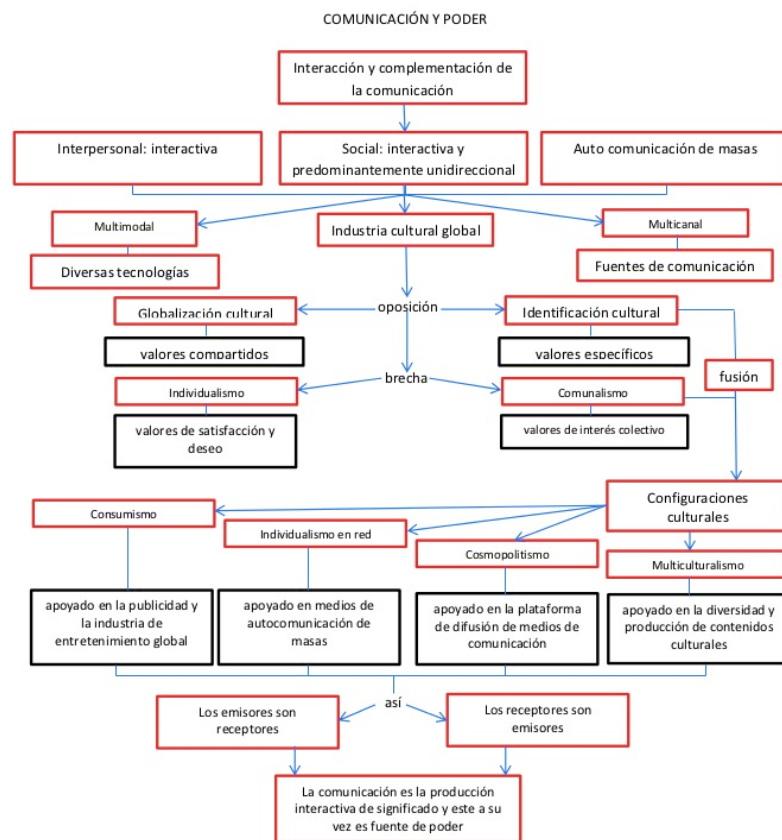 COMUNICACIÓN Y PODER
Interacción y complementación de
la comunicación
Interpersonal: interactiva
Social: interactiva y
predominantemente unidireccional
Auto comunicación de masas
Multimodal
Industria cultural global
Multicanal
Diversas tecnologías
Fuentes de comunicación
Globalización cultural
oposición
Identificación cultural
valores compartidos
valores específicos
fusión
brecha
Individualismo
Comunalismo
valores de satisfacción y
deseo
valores de interés colectivo
Configuraciones
culturales
Consumismo
Individualismo en red
Cosmopolitismo
Multiculturalismo
apoyado en la publicidad y
la industria de
entretenimiento global
apoyado en medios de
autocomunicación de
masas
apoyado en la plataforma
de difusión de medios de
comunicación
apoyado en la diversidad y
producción de contenidos
culturales
así
Los emisores son
receptores
Los receptores son
emisores
La comunicación es la producción
interactiva de significado y este a su
vez es fuente de poder